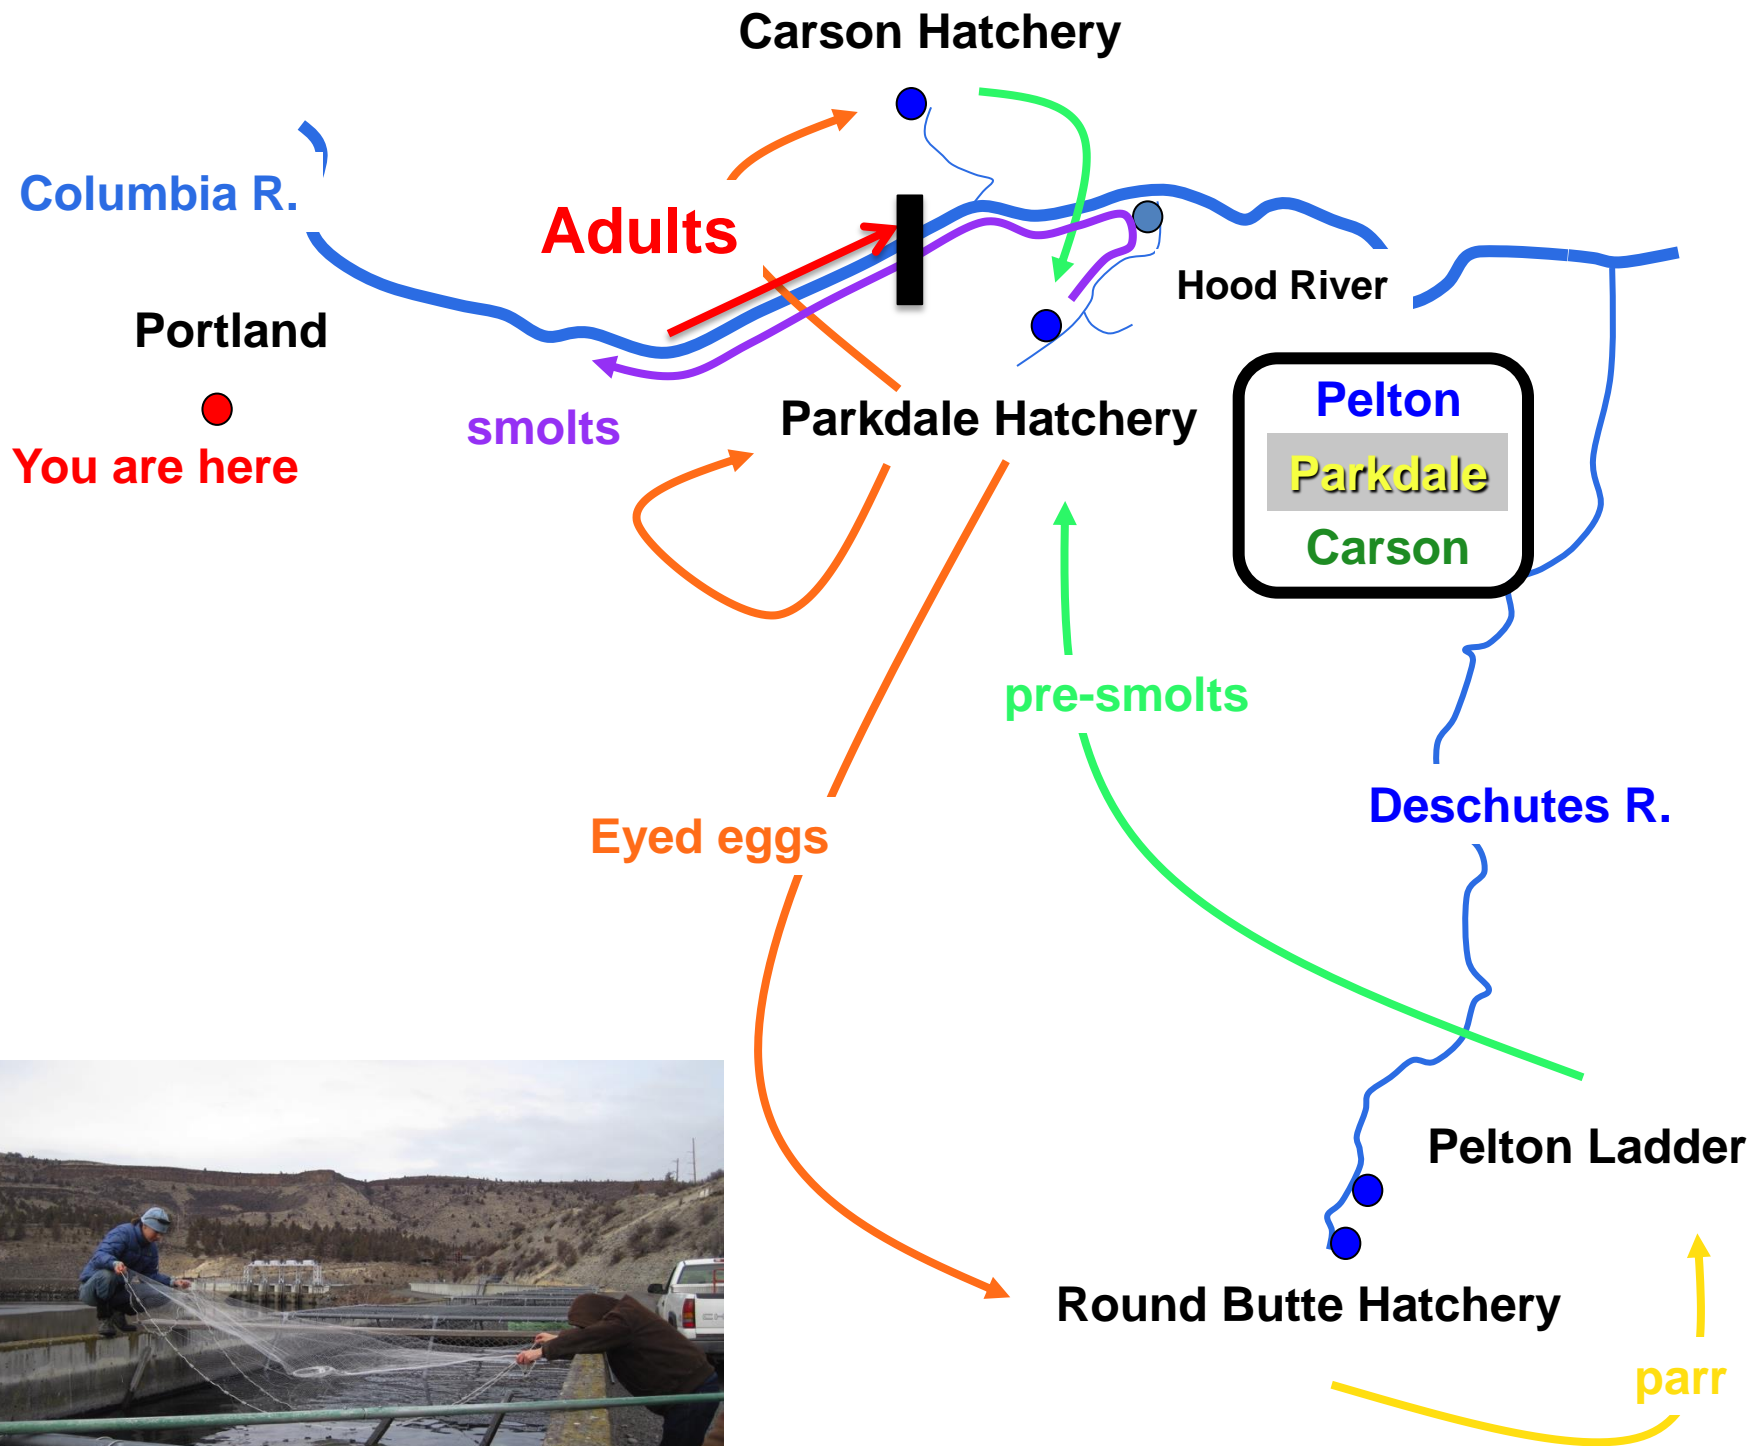 Carson Hatchery
Columbia R.
Adults
Hood River
Portland
Pelton
Parkdale Hatchery
smolts
You are here
Parkdale
Carson
pre-smolts
Deschutes R.
Eyed eggs
Pelton Ladder
Round Butte Hatchery
parr